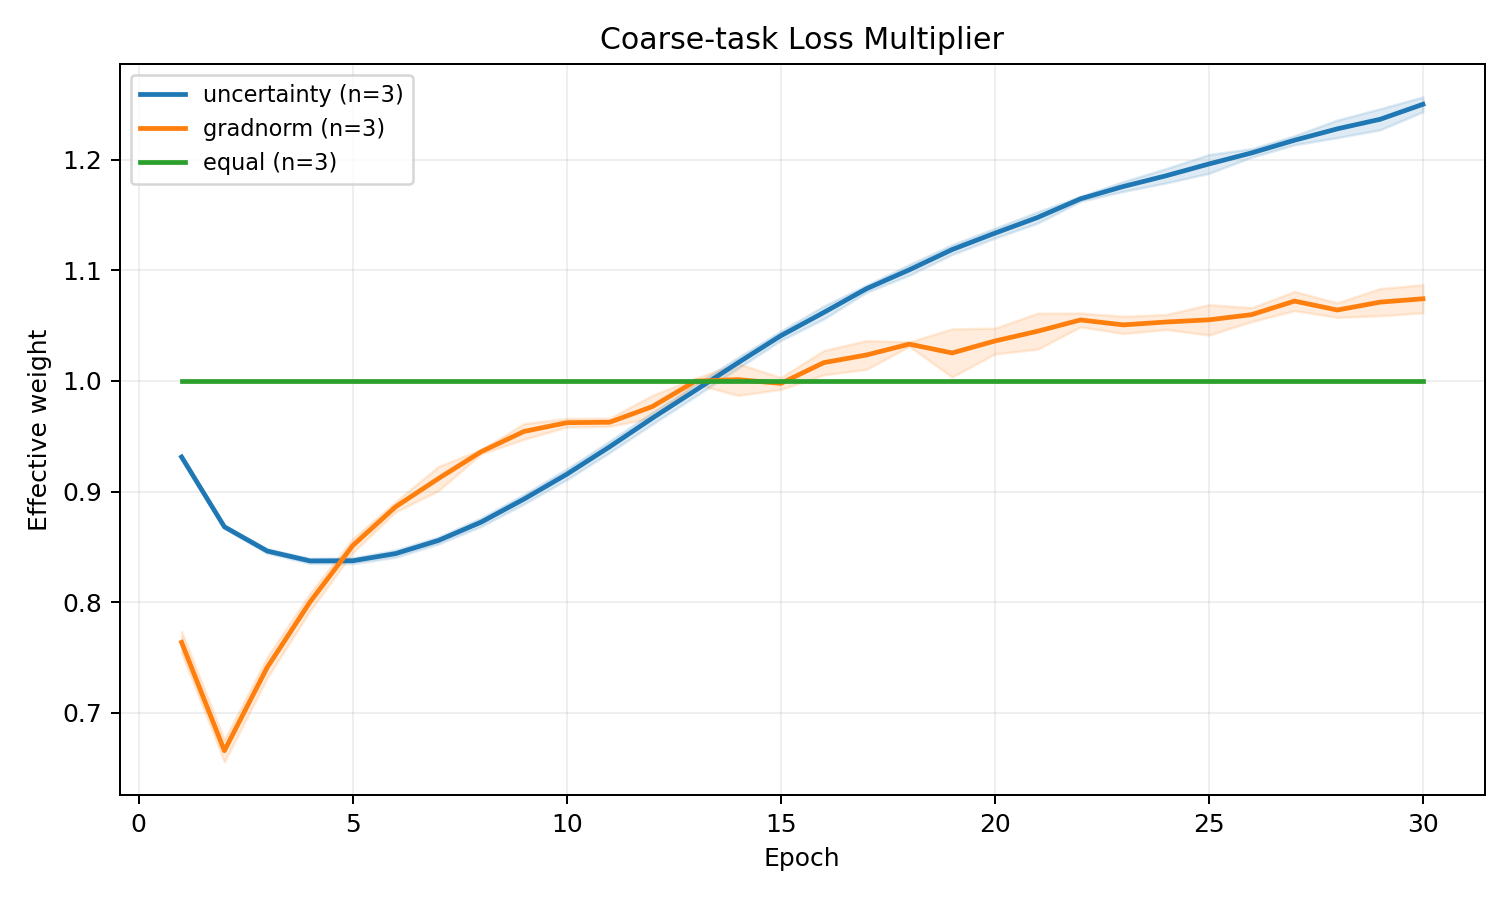 Coarse-task Loss Multiplier
uncertainty (n=3)
gradnorm (n=3)
equal (n=3)
Effective weight
1.2
1.1
1.0
0.9
0.8
0.7
0 5 10 15 20 25 30
Epoch